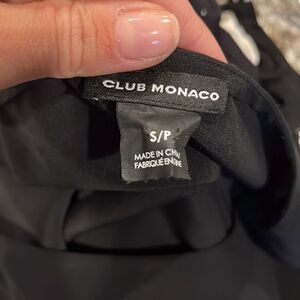 CLUB MONACO
S/P
MADE IN CHINA
FABRIQUÉ EN CHINE